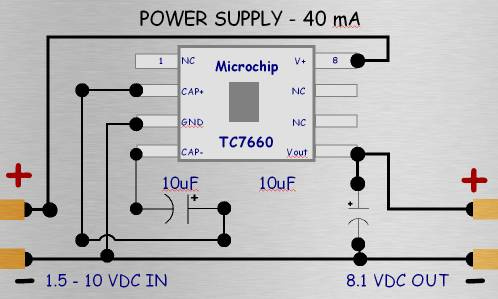 POWER SUPPLY - 40 mA
1 NC Microchip V+ 8
CAP+ NC
GND NC
CAP- TC7660 Vout
+ 10uF 10uF +
+
+
- 1.5 - 10 VDC IN 8.1 VDC OUT -